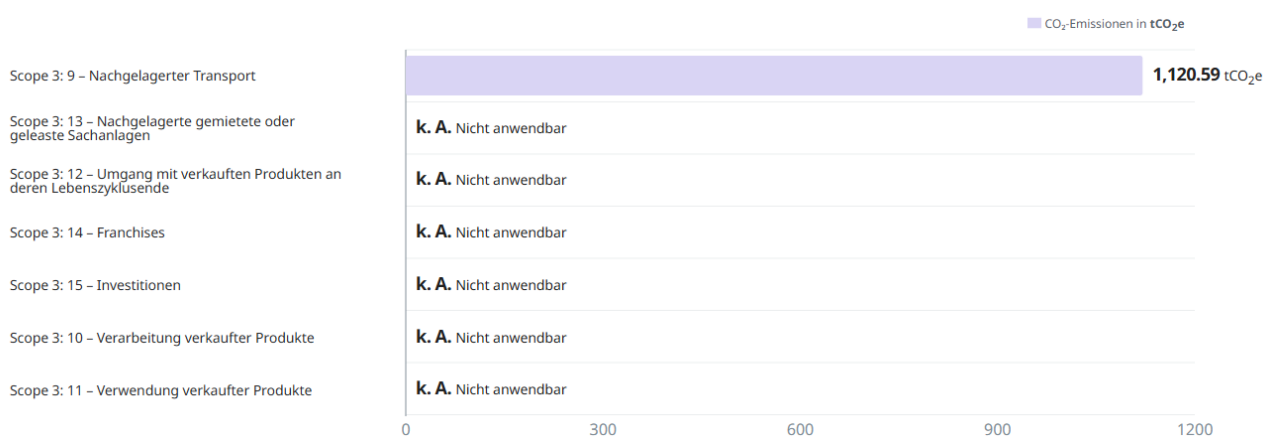 CO₂-Emissionen in tCO₂e
Scope 3: 9 – Nachgelagerter Transport
1,120.59 tCO₂e
Scope 3: 13 – Nachgelagerte gemietete oder
geleaste Sachanlagen
k. A. Nicht anwendbar
Scope 3: 12 – Umgang mit verkauften Produkten an
deren Lebenszyklusende
k. A. Nicht anwendbar
Scope 3: 14 – Franchises
k. A. Nicht anwendbar
Scope 3: 15 – Investitionen
k. A. Nicht anwendbar
Scope 3: 10 – Verarbeitung verkaufter Produkte
k. A. Nicht anwendbar
Scope 3: 11 – Verwendung verkaufter Produkte
k. A. Nicht anwendbar
0 300 600 900 1200